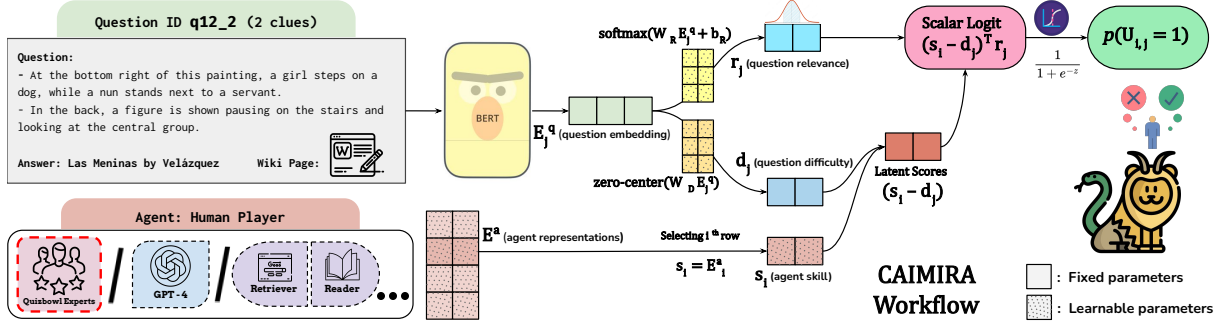 Question ID q12_2 (2 clues)
Question:
- At the bottom right of this painting, a girl steps on a
dog, while a nun stands next to a servant.
- In the back, a figure is shown pausing on the stairs and
looking at the central group.
Answer: Las Meninas by Velázquez Wiki Page:
W
BERT
E_j^q (question embedding)
softmax(W_R E_j^q + b_R)
r_j (question relevance)
d_j (question difficulty)
zero-center(W_D E_j^q)
Scalar Logit
(s_i - d_j)^T r_j
1
1 + e^{-z}
p(U_{i,j} = 1)
Latent Scores
(s_i - d_j)
Agent: Human Player
Quizbowl Experts
/
GPT-4
/
Retriever
Reader
E^a (agent representations)
Selecting i^th row
s_i = E^a_i
s_i (agent skill)
CAIMIRA
Workflow
: Fixed parameters
: Learnable parameters